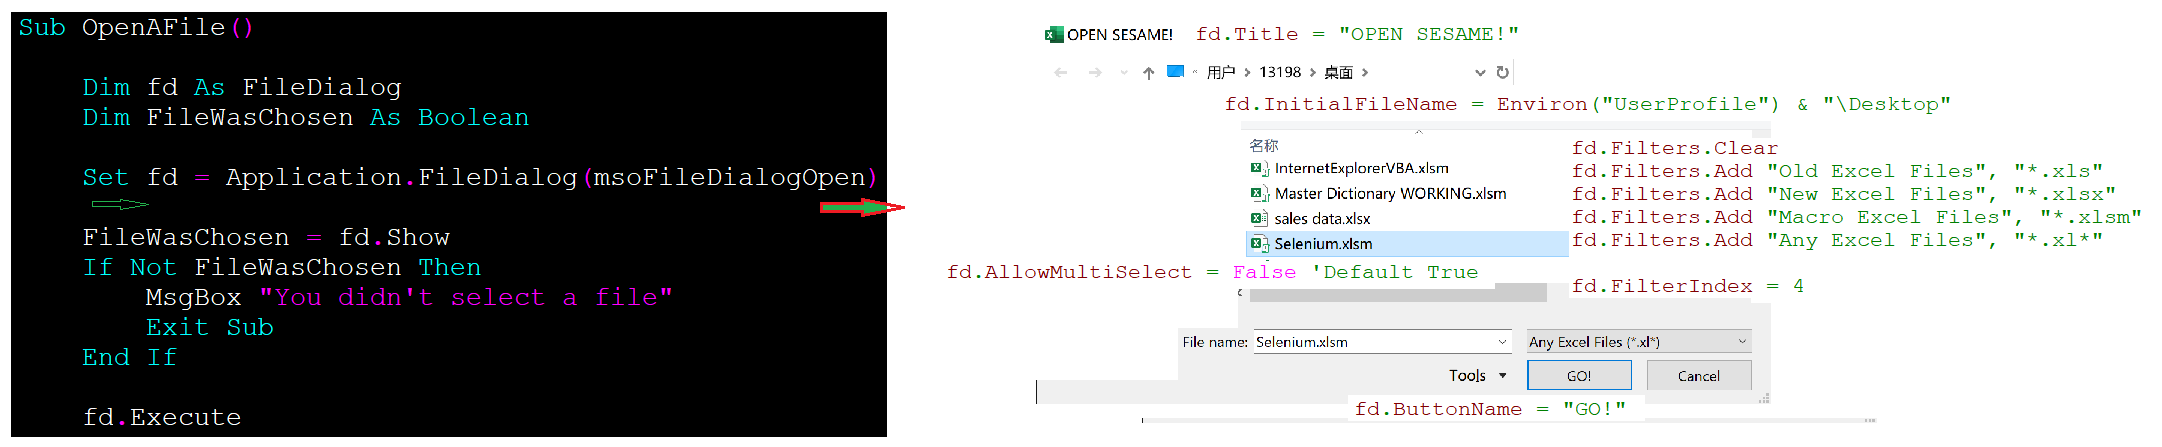 Sub OpenAFile()
Dim fd As FileDialog
Dim FileWasChosen As Boolean
Set fd = Application.FileDialog(msoFileDialogOpen)
FileWasChosen = fd.Show
If Not FileWasChosen Then
MsgBox "You didn't select a file"
Exit Sub
End If
fd.Execute
OPEN SESAME! fd.Title = "OPEN SESAME!"
用户 13198 桌面
fd.InitialFileName = Environ("UserProfile") & "\Desktop"
名称
InternetExplorerVBA.xlsm
Master Dictionary WORKING.xlsm
sales data.xlsx
Selenium.xlsm
fd.Filters.Clear
fd.Filters.Add "Old Excel Files", "*.xls"
fd.Filters.Add "New Excel Files", "*.xlsx"
fd.Filters.Add "Macro Excel Files", "*.xlsm"
fd.Filters.Add "Any Excel Files", "*.xl*"
fd.AllowMultiSelect = False 'Default True
fd.FilterIndex = 4
File name: Selenium.xlsm Any Excel Files (*.xl*)
Tools GO! Cancel
fd.ButtonName = "GO!"